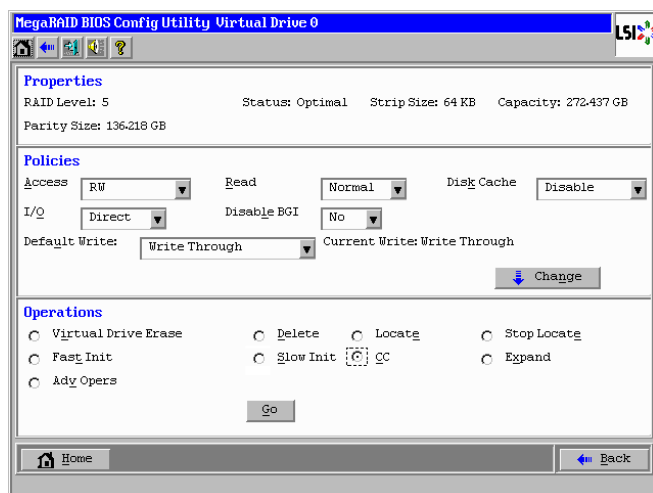 MegaRAID BIOS Config Utility Virtual Drive 0
LSI
Properties
RAID Level: 5 Status: Optimal Strip Size: 64 KB Capacity: 272.437 GB
Parity Size: 136.218 GB
Policies
Access RW Read Normal Disk Cache Disable
I/O Direct Disable BGI No
Default Write: Write Through Current Write: Write Through
Change
Operations
Virtual Drive Erase Delete Locate Stop Locate
Fast Init Slow Init CC Expand
Adv Opers
Go
Home Back